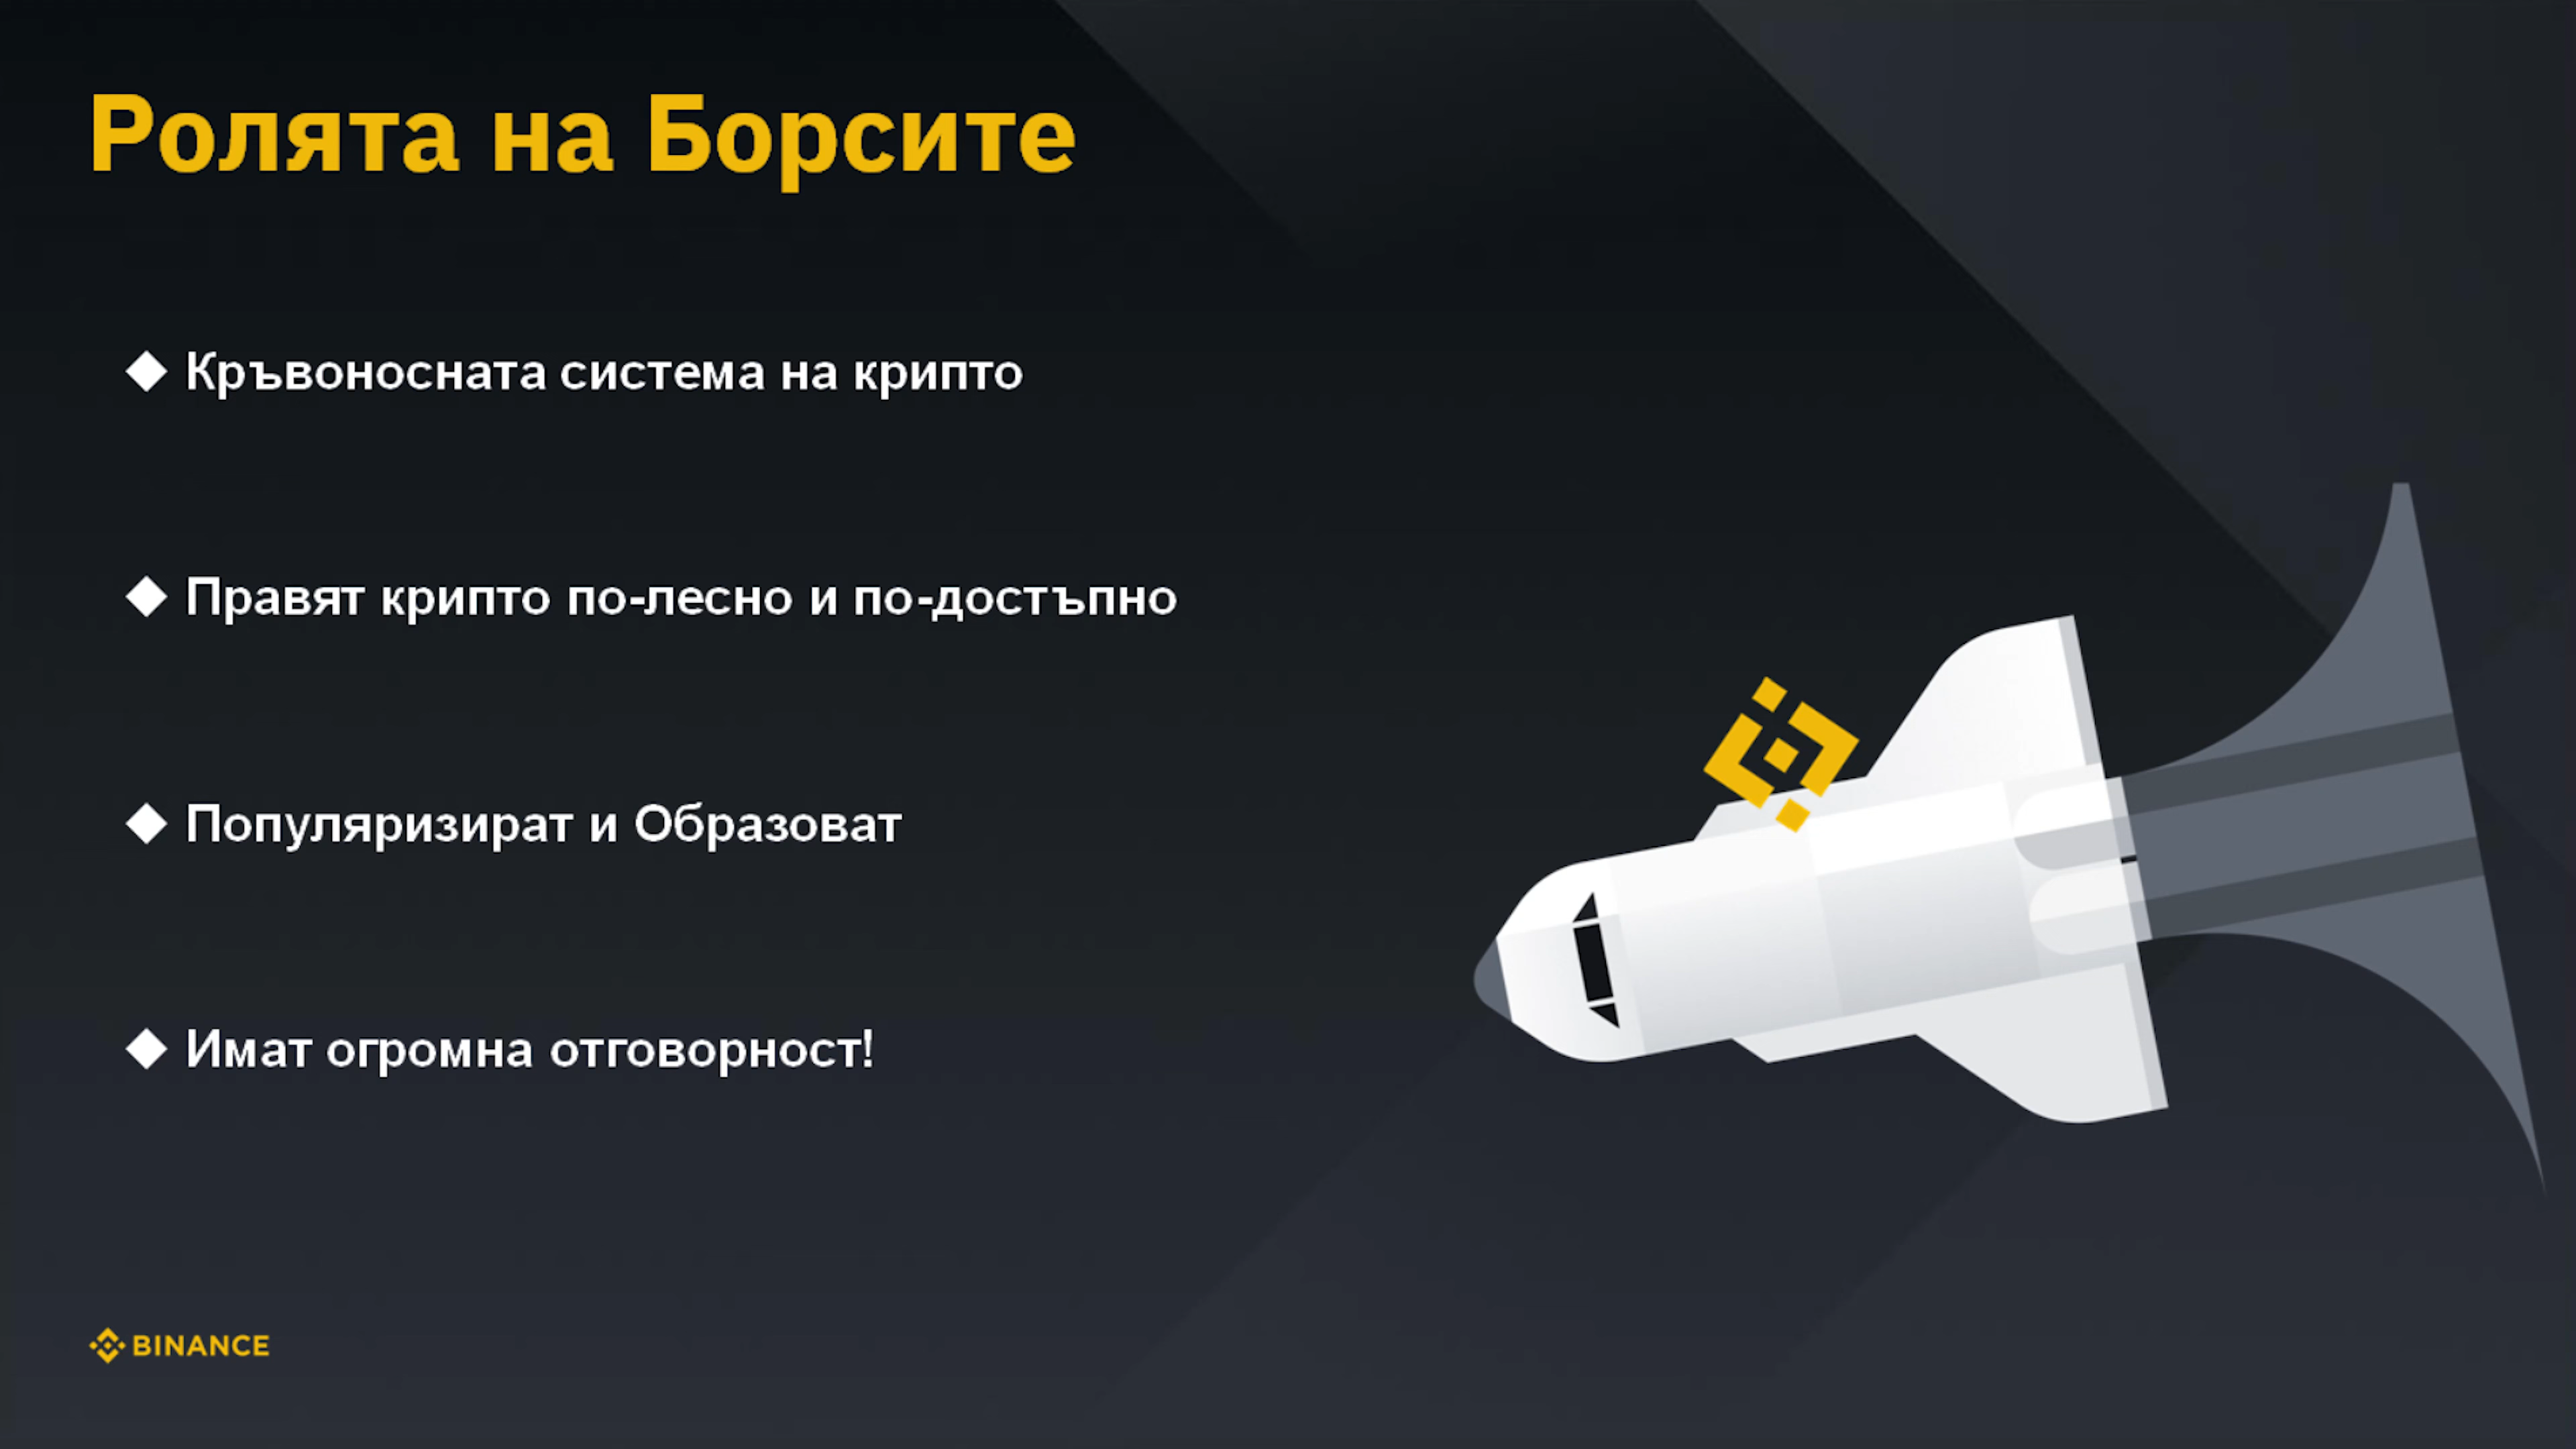 Ролята на Борсите
Кръвоносната система на крипто
Правят крипто по-лесно и по-достъпно
Популяризират и Образоват
Имат огромна отговорност!
BINANCE